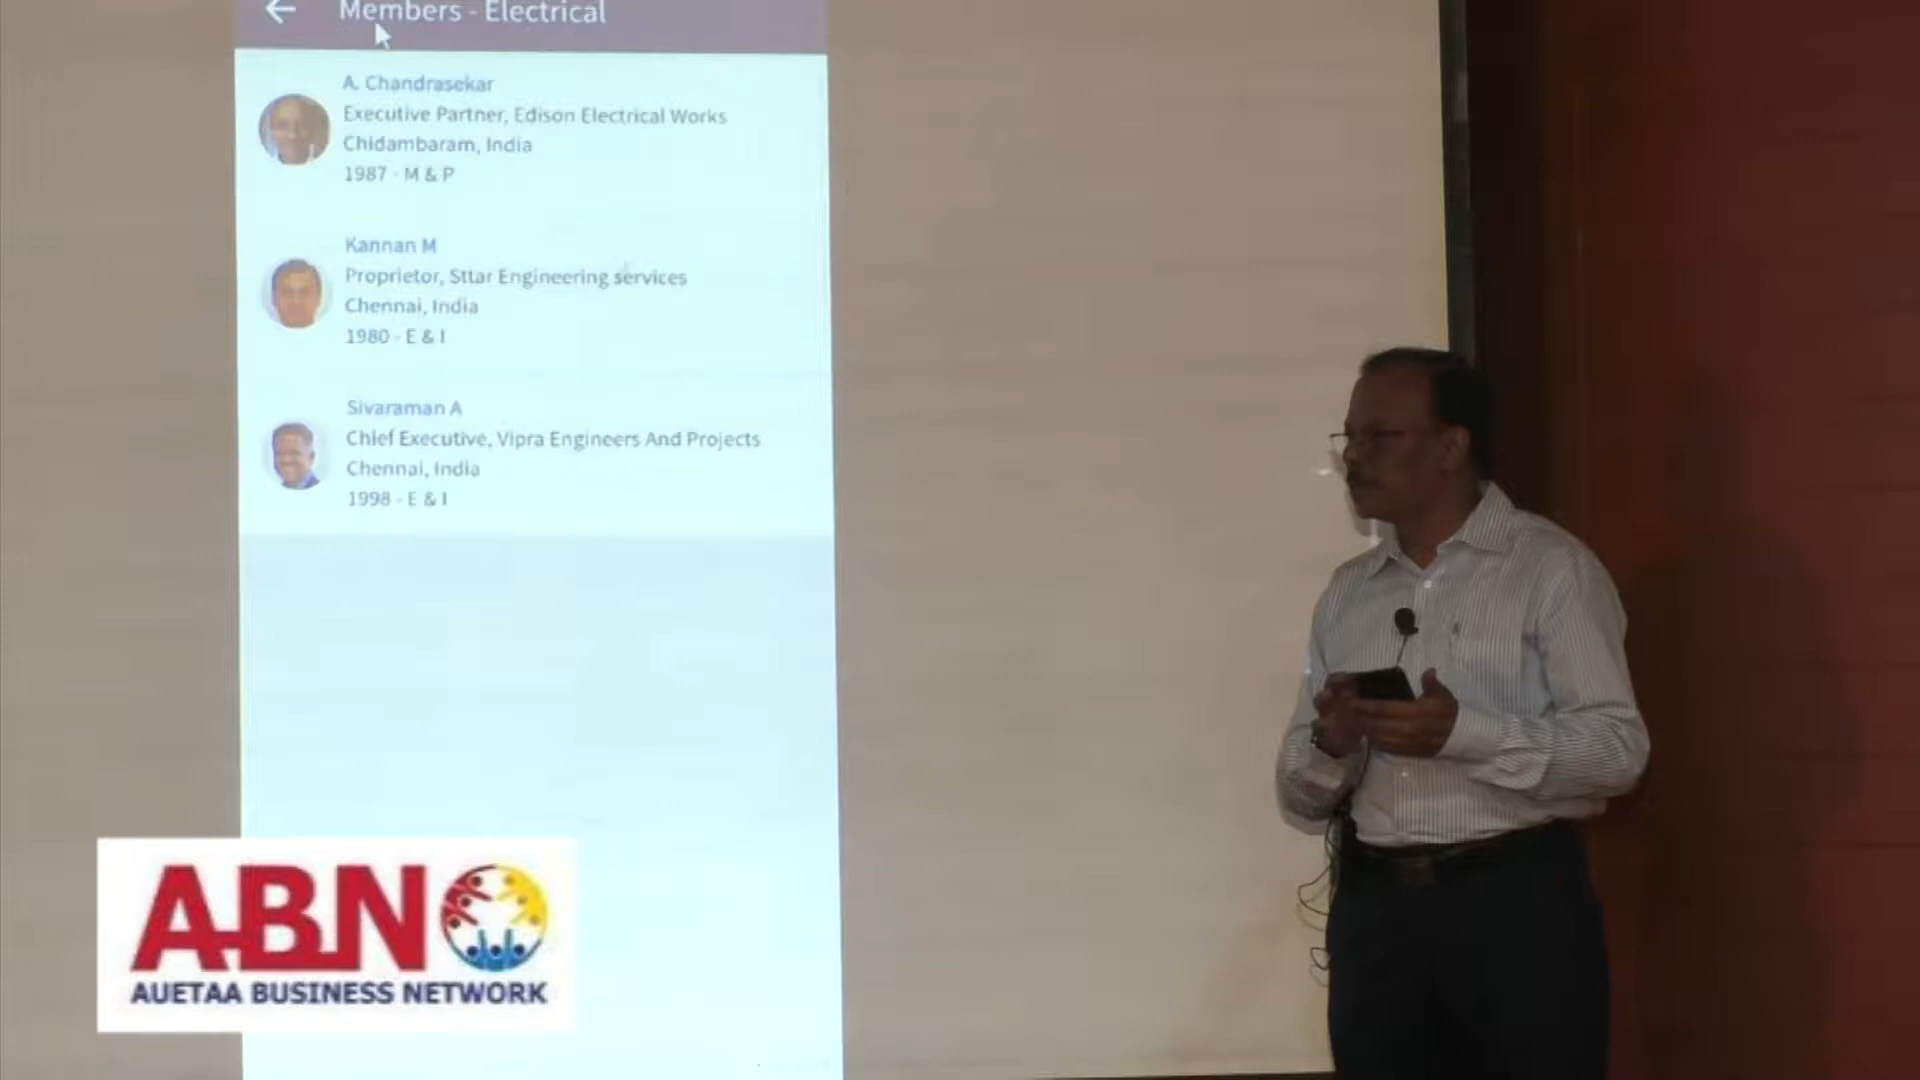 Members - Electrical
A. Chandrasekar
Executive Partner, Edison Electrical Works
Chidambaram, India
1987 - M & P
Kannan M
Proprietor, Sttar Engineering services
Chennai, India
1980 - E & I
Sivaraman A
Chief Executive, Vipra Engineers And Projects
Chennai, India
1998 - E & I
ABN
AUETAA BUSINESS NETWORK